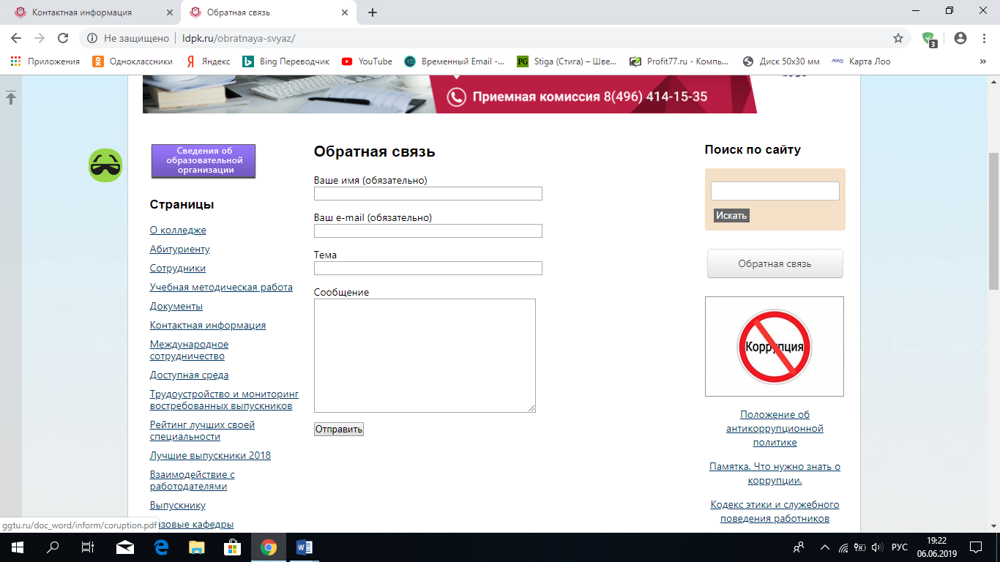 Контактная информация
Обратная связь
Не защищено
ldpk.ru/obratnaya-svyaz/
3
Приложения
Одноклассники
Яндекс
Bing Переводчик
YouTube
Временный Email -...
PG
Stiga (Стига) – Шве...
Profit77.ru - Компь...
Диск 50x30 мм
Карта Лоо
Приемная комиссия 8(496) 414-15-35
Сведения об
образовательной
организации
Страницы
О колледже
Абитуриенту
Сотрудники
Учебная методическая работа
Документы
Контактная информация
Международное
сотрудничество
Доступная среда
Трудоустройство и мониторинг
востребованных выпускников
Рейтинг лучших своей
специальности
Лучшие выпускники 2018
Взаимодействие с
работодателями
Выпускнику
азовые кафедры
Обратная связь
Ваше имя (обязательно)
Ваш e-mail (обязательно)
Тема
Сообщение
Отправить
Поиск по сайту
Искать
Обратная связь
Коррупция
Положение об
антикоррупционной
политике
Памятка. Что нужно знать о
коррупции.
Кодекс этики и служебного
поведения работников
ggtu.ru/doc_word/inform/coruption.pdf
РУС
19:22
06.06.2019